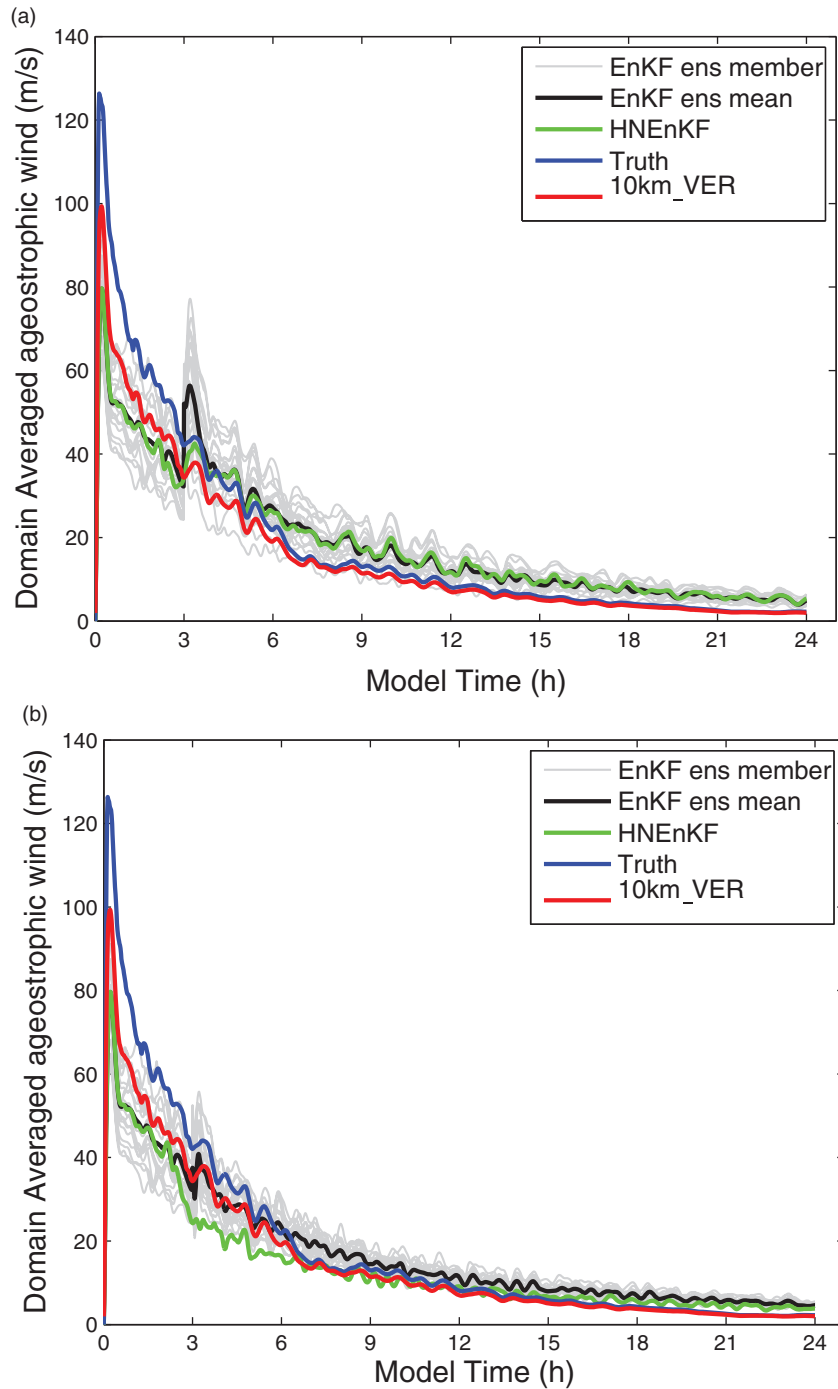 (a)
140
120
100
80
60
40
20
0
Domain Averaged ageostrophic wind (m/s)
EnKF ens member
EnKF ens mean
HNEnKF
Truth
10km_VER
0 3 6 9 12 15 18 21 24
Model Time (h)
(b)
140
120
100
80
60
40
20
0
Domain Averaged ageostrophic wind (m/s)
EnKF ens member
EnKF ens mean
HNEnKF
Truth
10km_VER
0 3 6 9 12 15 18 21 24
Model Time (h)